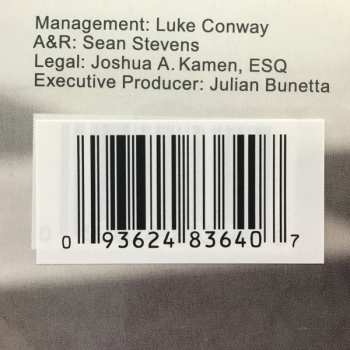 Management: Luke Conway
A&R: Sean Stevens
Legal: Joshua A. Kamen, ESQ
Executive Producer: Julian Bunetta
0 93624 83640 7